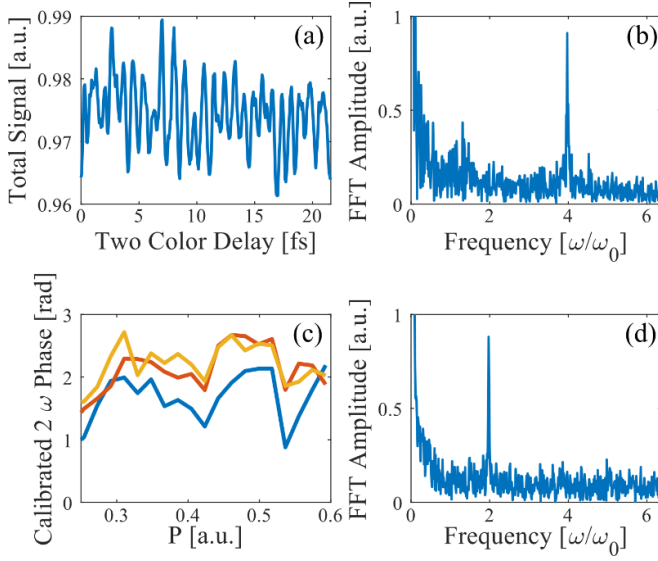 (a)
Total Signal [a.u.]
0.99
0.98
0.97
0.96
0 5 10 15 20
Two Color Delay [fs]
(b)
FFT Amplitude [a.u.]
1
0.5
0
0 2 4 6
Frequency [ω/ω0]
(c)
Calibrated 2 ω Phase [rad]
3
2
1
0
0.3 0.4 0.5 0.6
P [a.u.]
(d)
FFT Amplitude [a.u.]
1
0.5
0
0 2 4 6
Frequency [ω/ω0]